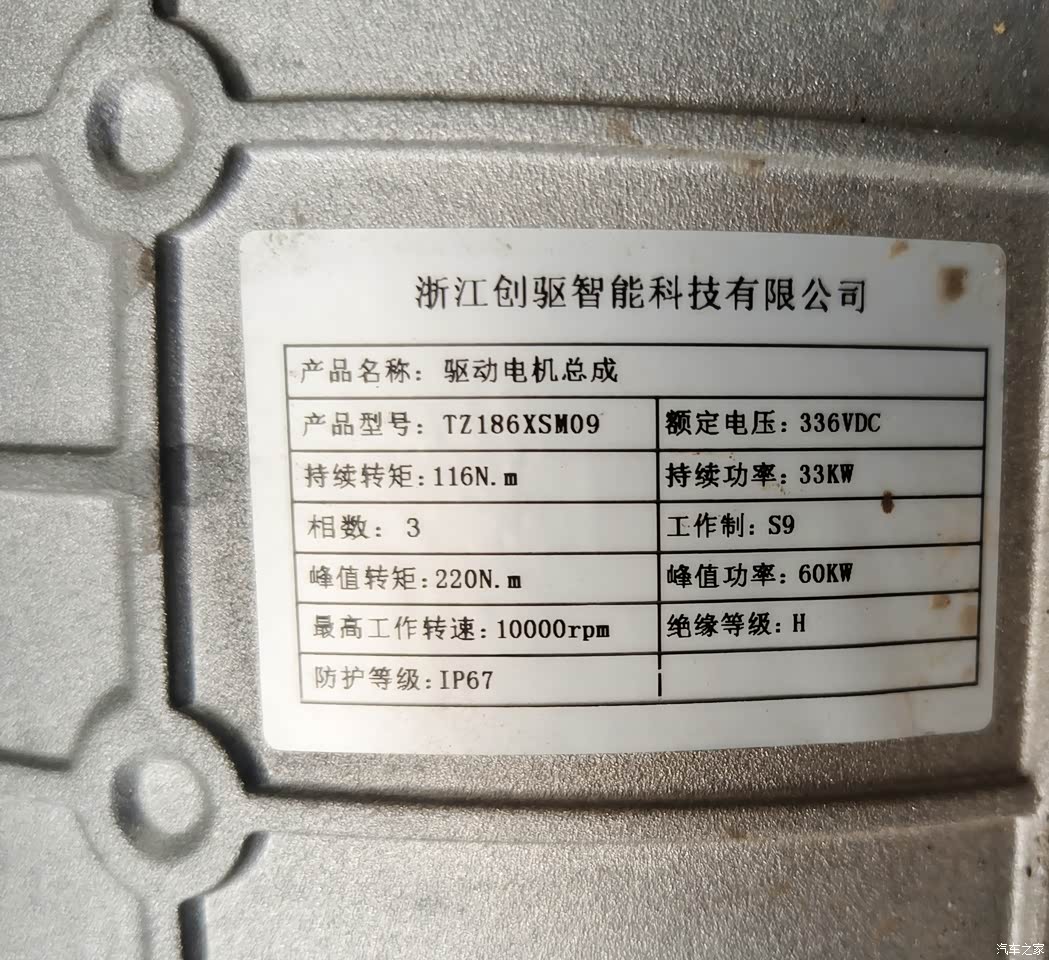 浙江创驱智能科技有限公司
产品名称: 驱动电机总成
产品型号: TZ186XSM09 额定电压: 336VDC
持续转矩: 116N.m 持续功率: 33KW
相数: 3 工作制: S9
峰值转矩: 220N.m 峰值功率: 60KW
最高工作转速: 10000rpm 绝缘等级: H
防护等级: IP67
汽车之家